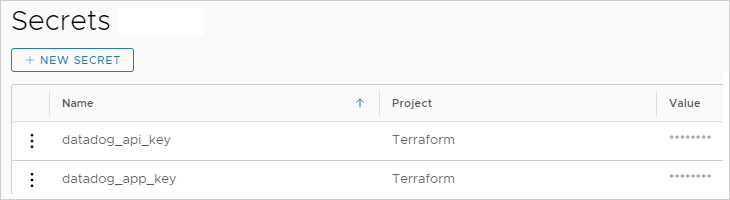 Secrets
+ NEW SECRET
Name ↑ Project Value
datadog_api_key Terraform ********
datadog_app_key Terraform ********